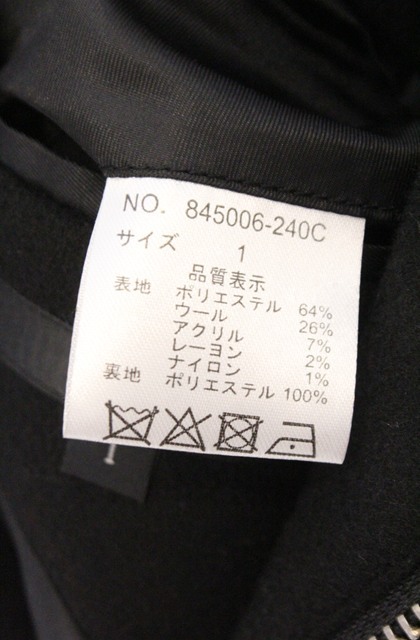 NO. 845006-240C
サイズ 1
品質表示
表地 ポリエステル 64%
ウール 26%
アクリル 7%
レーヨン 2%
ナイロン 1%
裏地 ポリエステル 100%